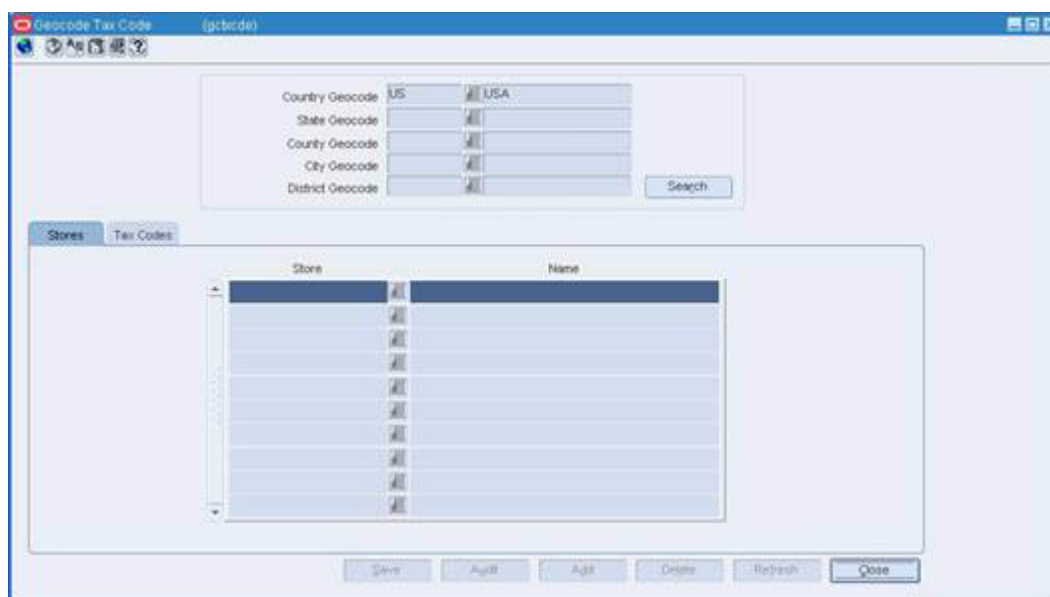 Geocode Tax Code (gcbxcde)
Country Geocode US USA
State Geocode
County Geocode
City Geocode
District Geocode
Search
Stores Tax Codes
Store Name
Save Audit Add Delete Refresh Close